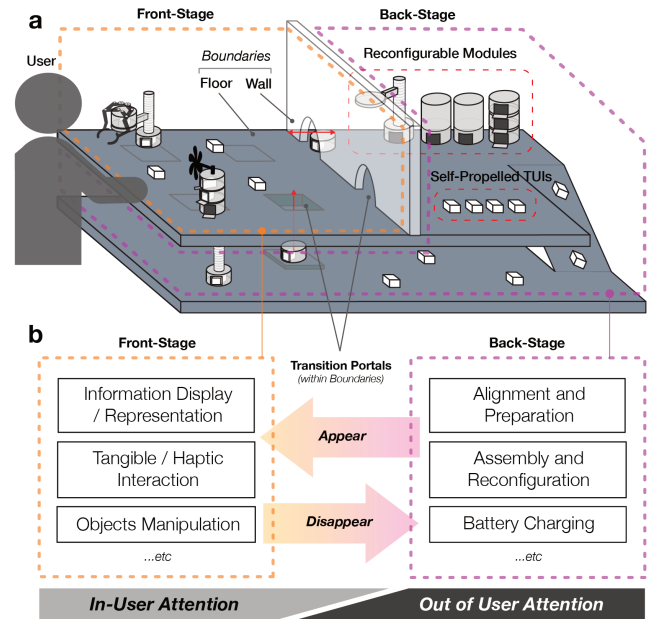 a
Front-Stage
Back-Stage
User
Boundaries
Floor
Wall
Reconfigurable Modules
Self-Propelled TUIs
b
Front-Stage
Transition Portals
(within Boundaries)
Back-Stage
Information Display
/ Representation
Tangible / Haptic
Interaction
Objects Manipulation
...etc
Appear
Disappear
Alignment and
Preparation
Assembly and
Reconfiguration
Battery Charging
...etc
In-User Attention
Out of User Attention